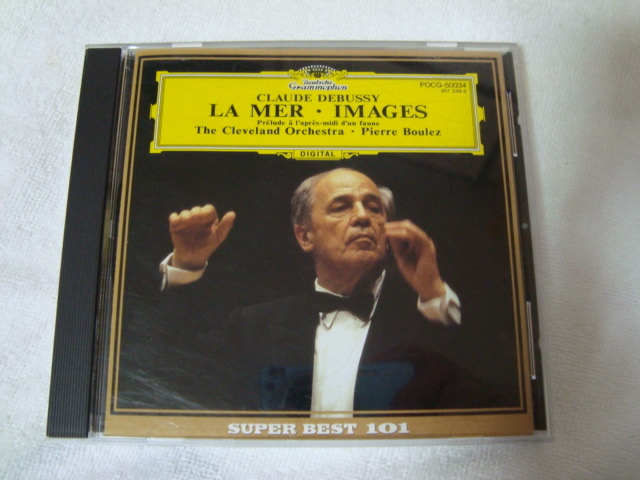 Deutsche
Grammophon
POCG-50034
CLAUDE DEBUSSY
LA MER · IMAGES
Prélude à l'après-midi d'un faune
The Cleveland Orchestra · Pierre Boulez
DIGITAL
SUPER BEST 101